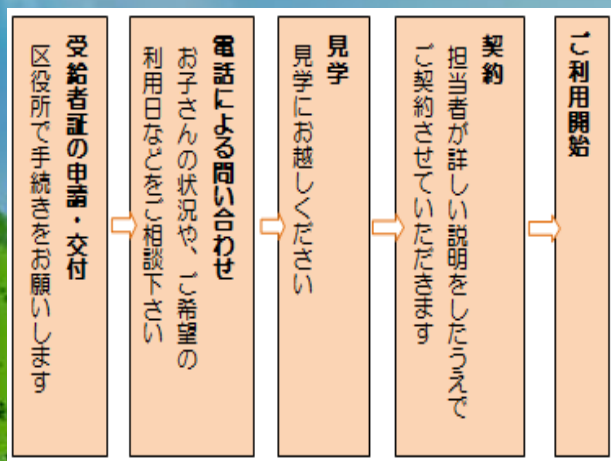 受給者証の申請・交付
区役所で手続きをお願いします
電話による問い合わせ
お子さんの状況や、ご希望の
利用日などをご相談下さい
見学
見学にお越しください
契約
担当者が詳しい説明をしたうえで
ご契約させていただきます
ご利用開始